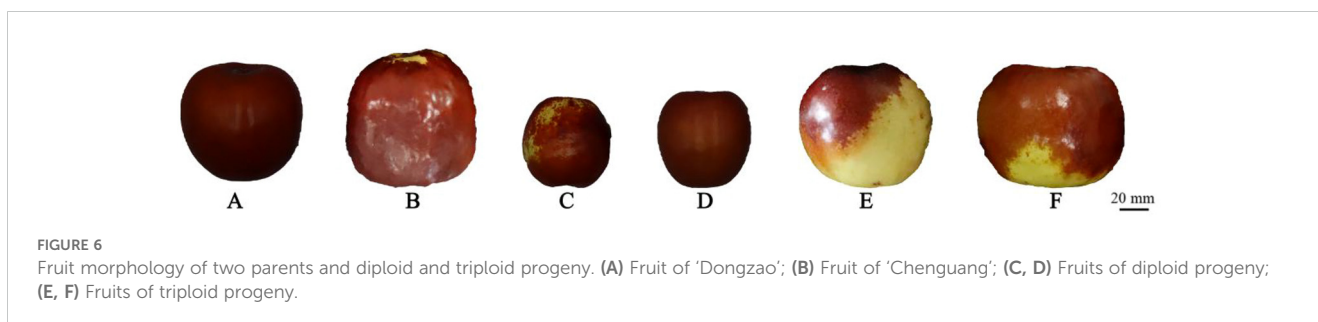 A B C D E F 20 mm
FIGURE 6
Fruit morphology of two parents and diploid and triploid progeny. (A) Fruit of ‘Dongzao’; (B) Fruit of ‘Chenguang’; (C, D) Fruits of diploid progeny;
(E, F) Fruits of triploid progeny.